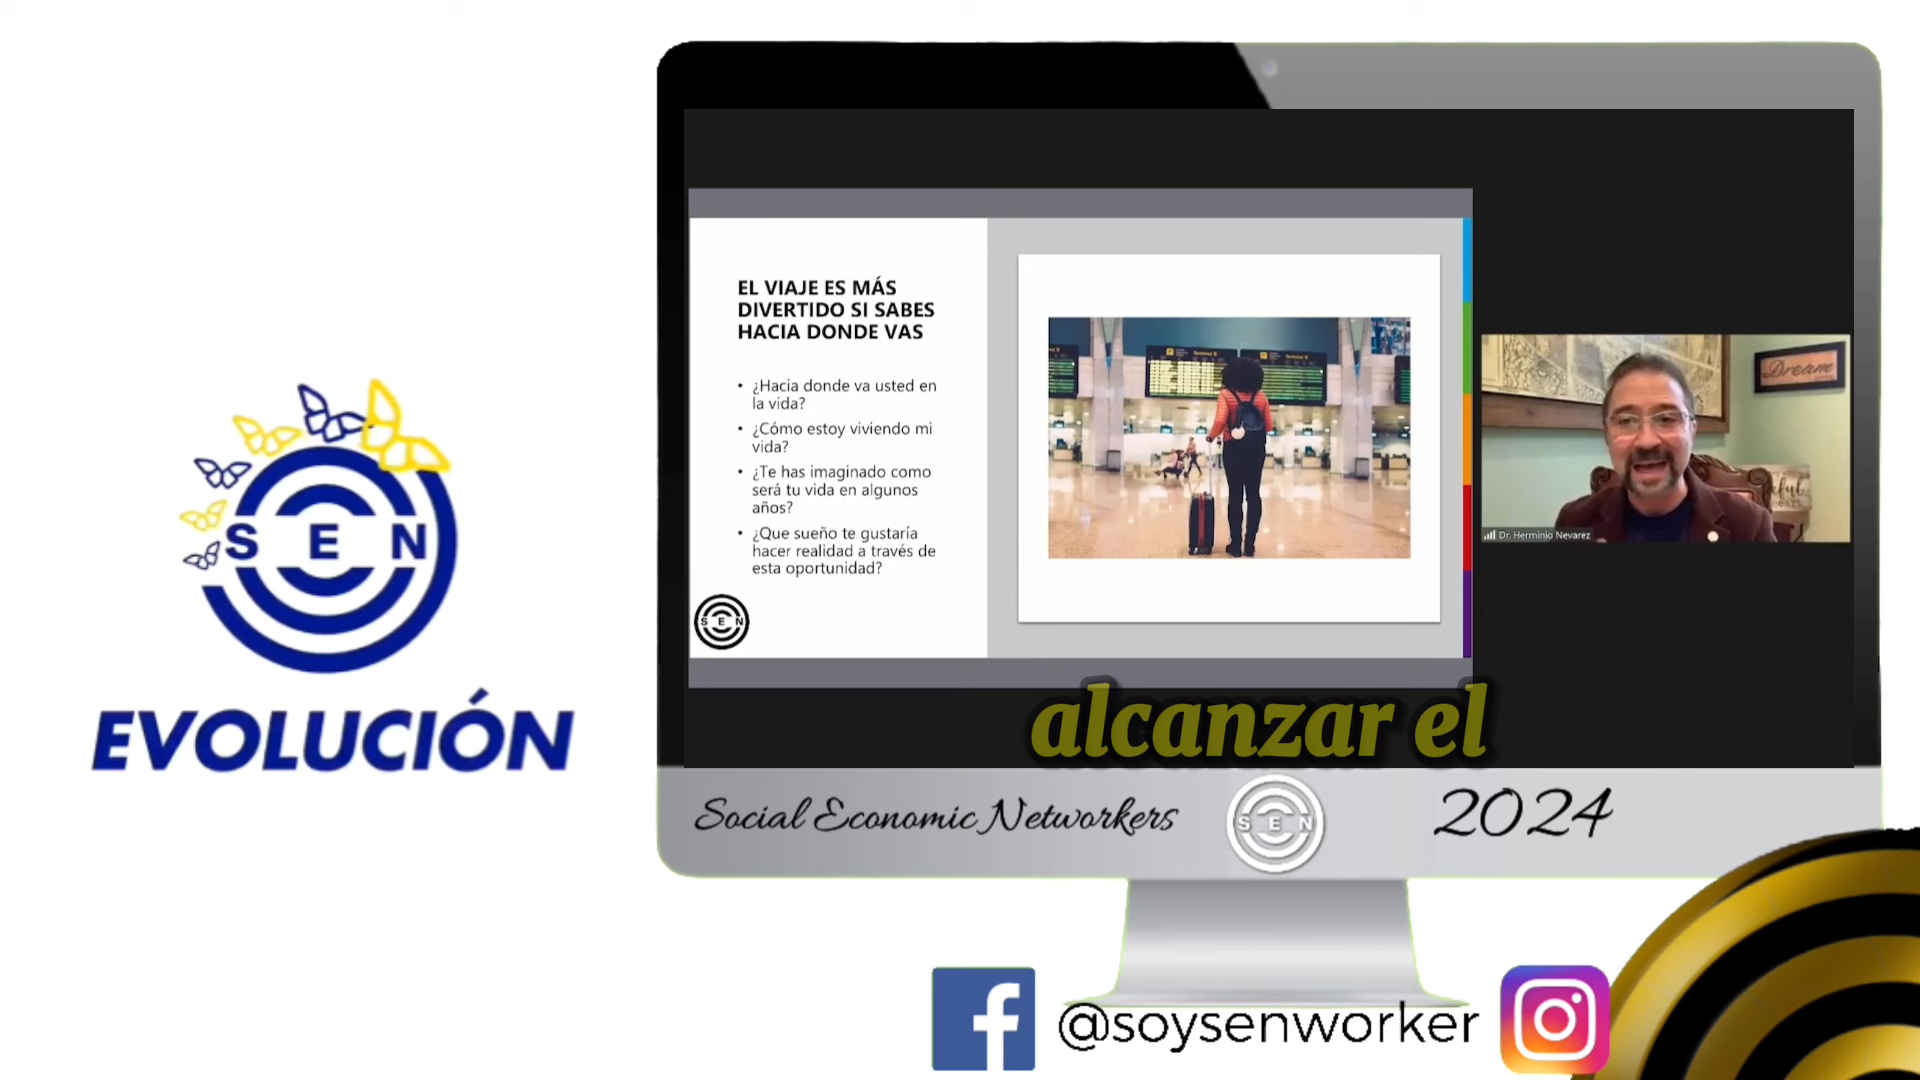 S E N
EVOLUCIÓN
EL VIAJE ES MÁS
DIVERTIDO SI SABES
HACIA DONDE VAS
• ¿Hacia donde va usted en
la vida?
• ¿Cómo estoy viviendo mi
vida?
• ¿Te has imaginado como
será tu vida en algunos
años?
• ¿Que sueño te gustaría
hacer realidad a través de
esta oportunidad?
S E N
Dream
Dr. Herminio Nevarez
alcanzar el
Social Economic Networkers
S E N
2024
@soysenworker